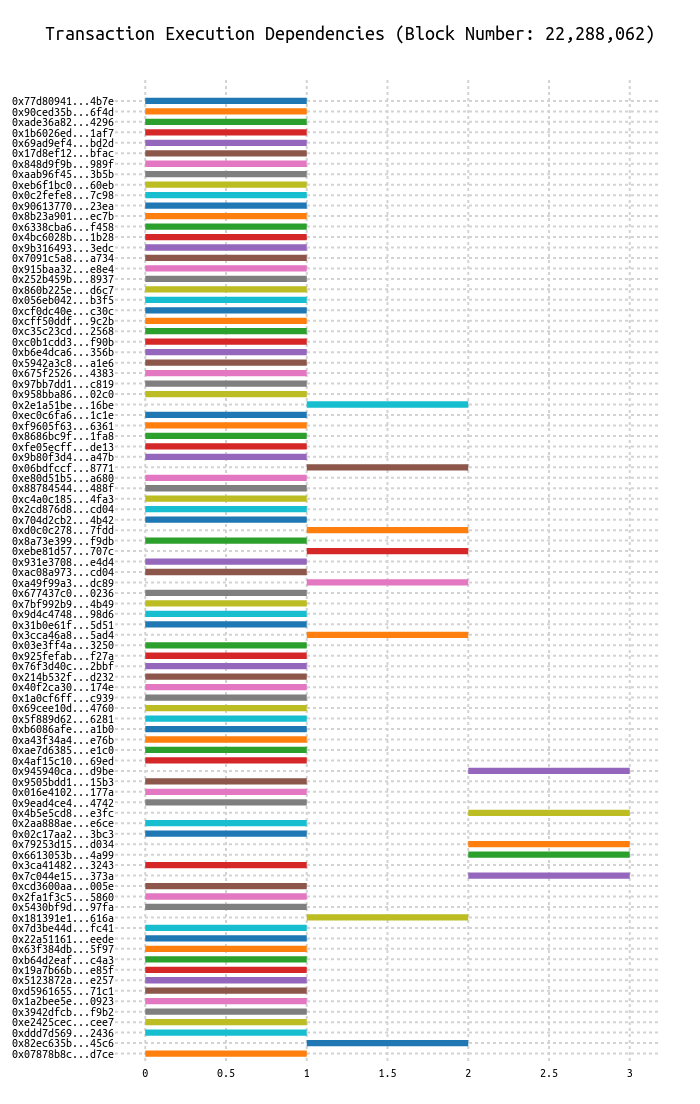 Transaction Execution Dependencies (Block Number: 22,288,062)
0x77d80941...4b7e
0x90ced35b...6f4d
0xade36a82...4296
0x1b6026ed...1af7
0x69ad9ef4...bd2d
0x17d8ef12...bfac
0x848d9f9b...989f
0xaab96f45...3b5b
0xeb6f1bc0...60eb
0x0c2fefe8...7c98
0x90613770...23ea
0x8b23a901...ec7b
0x6338cba6...f458
0x4bc6028b...1b28
0x9b316493...3edc
0x7091c5a8...a734
0x915baa32...e8e4
0x252b459b...8937
0x860b225e...d6c7
0x056eb042...b3f5
0xcf0dc40e...c30c
0xcff50ddf...9c2b
0xc35c23cd...2568
0xc0b1cdd3...f90b
0xb6e4dca6...356b
0x5942a3c8...a1e6
0x675f2526...4383
0x97bb7dd1...c819
0x958bba86...02c0
0x2e1a51be...16be
0xec0c6fa6...1c1e
0xf9605f63...6361
0x8686bc9f...1fa8
0xfe05ecff...de13
0x9b80f3d4...a47b
0x06bdfccf...8771
0xe80d51b5...a680
0x88784544...488f
0xc4a0c185...4fa3
0x2cd876d8...cd04
0x704d2cb2...4b42
0xd0c0c278...7fdd
0x8a73e399...f9db
0xebe81d57...707c
0x931e3708...e4d4
0xac08a973...cd04
0xa49f99a3...dc89
0x677437c0...0236
0x7bf992b9...4b49
0x9d4c4748...98d6
0x31b0e61f...5d51
0x3cca46a8...5ad4
0x03e3ff4a...3250
0x925fefab...f27a
0x76f3d40c...2bbf
0x214b532f...d232
0x40f2ca30...174e
0x1a0cf6ff...c939
0x69cee10d...4760
0x5f889d62...6281
0xb6086afe...a1b0
0xa43f34a4...e76b
0xae7d6385...e1c0
0x4af15c10...69ed
0x945940ca...d9be
0x9505bdd1...15b3
0x016e4102...177a
0x9ead4ce4...4742
0x4b5e5cd8...e3fc
0x2aa888ae...e6ce
0x02c17aa2...3bc3
0x79253d15...d034
0x6613053b...4a99
0x3ca41482...3243
0x7c044e15...373a
0xcd3600aa...005e
0x2fa1f3c5...5860
0x5430bf9d...97fa
0x181391e1...616a
0x7d3be44d...fc41
0x22a51161...eede
0x63f384db...5f97
0xb64d2eaf...c4a3
0x19a7b66b...e85f
0x5123872a...e257
0xd5961655...71c1
0x1a2bee5e...0923
0x3942dfcb...f9b2
0xe2425cec...cee7
0xddd7d569...2436
0x82ec635b...45c6
0x07878b8c...d7ce
0 0.5 1 1.5 2 2.5 3